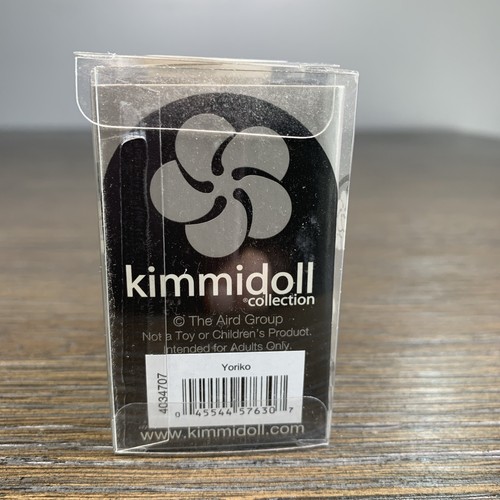 kimmidoll
®collection
© The Aird Group
Not a Toy or Children's Product.
Intended for Adults Only.
Yoriko
4034707
0 45544 57630 7
www.kimmidoll.com